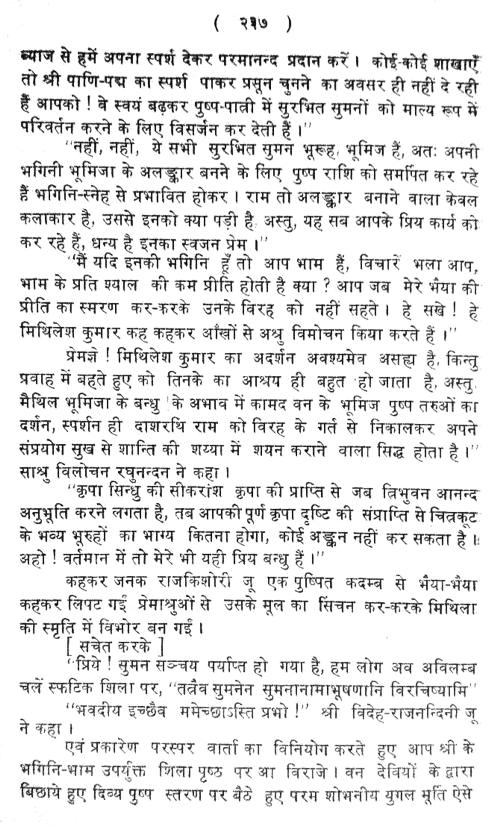 ( २३७ )
ब्याज से हमें अपना स्पर्श देकर परमानन्द प्रदान करें। कोई-कोई शाखाएँ
तो श्री पाणि-पद्म का स्पर्श पाकर प्रसून चुनने का अवसर ही नहीं दे रही
हैं आपको ! वे स्वयं बढ़कर पुष्प-पात्री में सुरभित सुमनों को माल्य रूप में
परिवर्तन करने के लिए विसर्जन कर देती हैं ।"
"नहीं, नहीं, ये सभी सुरभित सुमन भूरूह, भूमिज हैं, अतः अपनी
भगिनी भूमिजा के अलङ्कार बनने के लिए पुष्प राशि को समर्पित कर रहे
हैं भगिनि-स्नेह से प्रभावित होकर । राम तो अलङ्कार बनाने वाला केवल
कलाकार है, उससे इनको क्या पड़ी है अस्तु, यह सब आपके प्रिय कार्य को
कर रहे हैं, धन्य है इनका स्वजन प्रेम ।"
"मैं यदि इनकी भगिनि हूँ तो आप भाम हैं, विचारें भला आप,
भाम के प्रति श्याल की कम प्रीति होती है क्या ? आप जब मेरे भैया की
प्रीति का स्मरण कर-करके उनके विरह को नहीं सहते । हे सखे ! हे
मिथिलेश कुमार कह कहकर आँखों से अश्रु विमोचन किया करते हैं ।"
प्रेमज्ञे ! मिथिलेश कुमार का अदर्शन अवश्यमेव असह्य है, किन्तु
प्रवाह में बहते हुए को तिनके का आश्रय ही बहुत हो जाता है, अस्तु
मैथिल भूमिजा के बन्धु के अभाव में कामद वन के भूमिज पुष्प तरुओं का
दर्शन, स्पर्शन ही दाशरथि राम को विरह के गर्त से निकालकर अपने
संप्रयोग सुख से शान्ति की शय्या में शयन कराने वाला सिद्ध होता है ।"
साश्रु विलोचन रघुनन्दन ने कहा ।
"कृपा सिन्धु की सीकरांश कृपा की प्राप्ति से जब त्रिभुवन आनन्द
अनुभूति करने लगता है, तब आपकी पूर्ण कृपा दृष्टि की संप्राप्ति से चित्रकूट
के भव्य भूरुहों का भाग्य कितना होगा, कोई अङ्कन नहीं कर सकता है ।
अहो ! वर्तमान में तो मेरे भी यही प्रिय बन्धु हैं ।"
कहकर जनक राजकिशोरी जू एक पुष्पित कदम्ब से भैया-भैया
कहकर लिपट गईं प्रेमाश्रुओं से उसके मूल का सिंचन कर-करके मिथिला
की स्मृति में विभोर बन गईं ।
[ सचेत करके ]
"प्रिये ! सुमन सञ्चय पर्याप्त हो गया है, हम लोग अब अविलम्ब
चलें स्फटिक शिला पर, "तत्रैव सुमनेन सुमनानामाभूषणानि विरचिष्यामि"
"भवदीय इच्छैव ममेच्छाऽस्ति प्रभो !" श्री विदेह-राजनन्दिनी जू
ने कहा ।
एवं प्रकारेण परस्पर वार्ता का विनियोग करते हुए आप श्री के
भगिनि-भाम उपर्युक्त शिला पृष्ठ पर आ विराजे । वन देवियों के द्वारा
बिछाये हुए दिव्य पुष्प स्तरण पर बैठे हुए परम शोभनीय युगल मूर्ति ऐसे